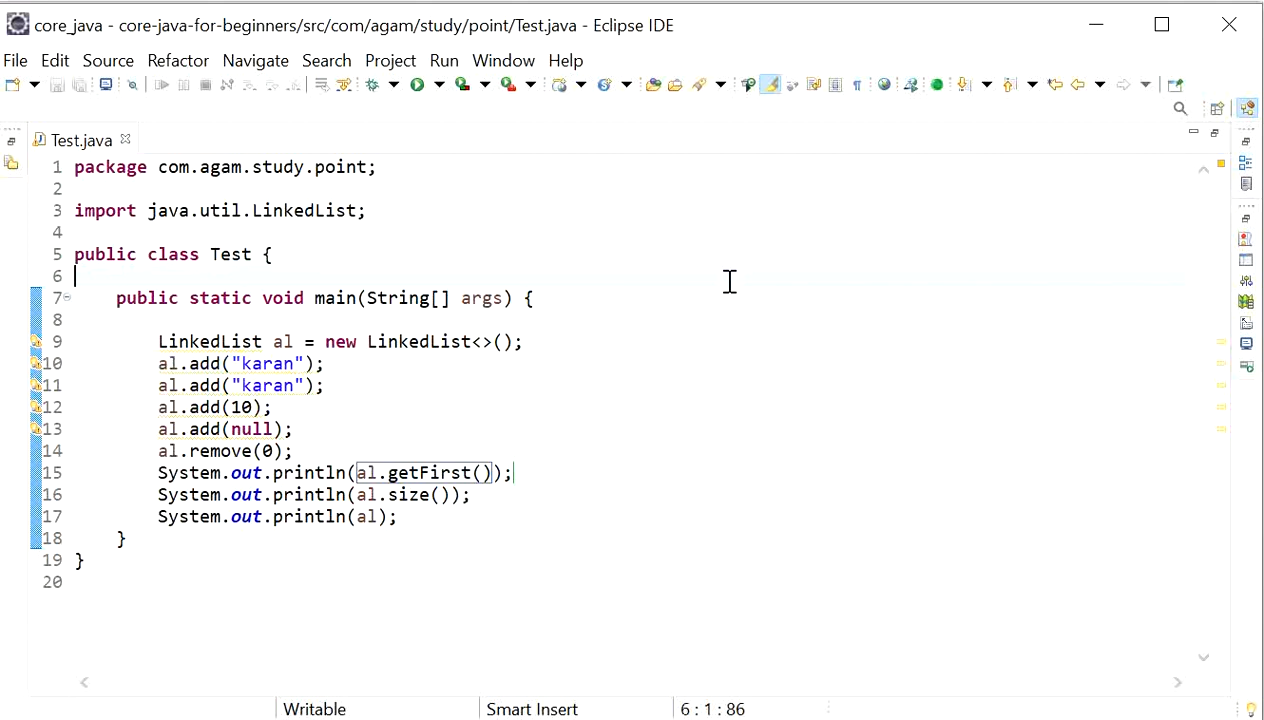 core_java - core-java-for-beginners/src/com/agam/study/point/Test.java - Eclipse IDE
File Edit Source Refactor Navigate Search Project Run Window Help
Test.java
1 package com.agam.study.point;
2
3 import java.util.LinkedList;
4
5 public class Test {
6
7 public static void main(String[] args) {
8
9 LinkedList al = new LinkedList<>();
10 al.add("karan");
11 al.add("karan");
12 al.add(10);
13 al.add(null);
14 al.remove(0);
15 System.out.println(al.getFirst());
16 System.out.println(al.size());
17 System.out.println(al);
18 }
19 }
20
Writable Smart Insert 6 : 1 : 86